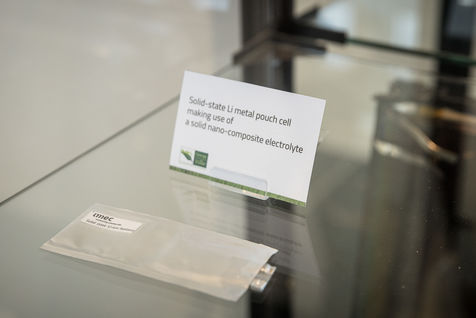 Solid-state Li metal pouch cell
making use of
a solid nano-composite electrolyte
imec